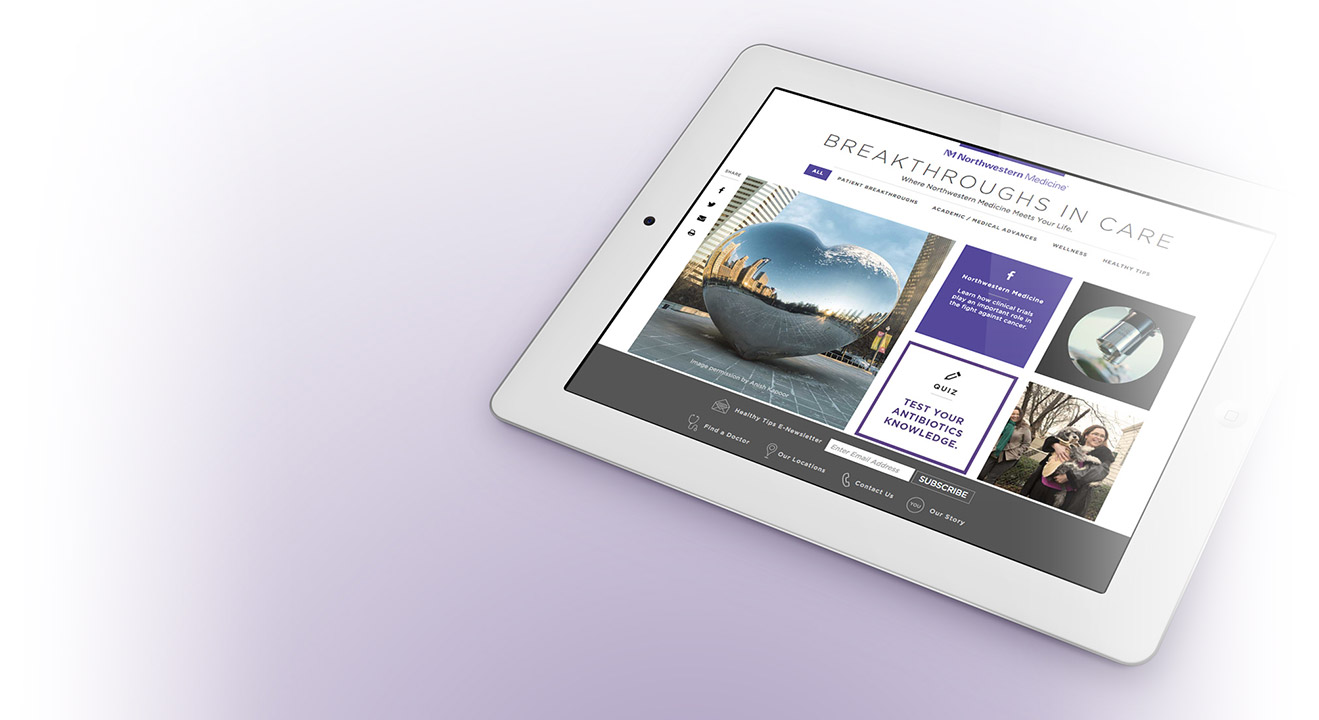 Northwestern Medicine
BREAKTHROUGHS IN CARE
Where Northwestern Medicine Meets Your Life.
SHARE
ALL
PATIENT BREAKTHROUGHS
ACADEMIC / MEDICAL ADVANCES
WELLNESS
HEALTHY TIPS
Image permission by Anish Kapoor
f
Northwestern Medicine
Learn how clinical trials
play an important role in
the fight against cancer.
QUIZ
TEST YOUR
ANTIBIOTICS
KNOWLEDGE.
Healthy Tips E-Newsletter
Enter Email Address
SUBSCRIBE
Find a Doctor
Our Locations
Contact Us
YOU
Our Story